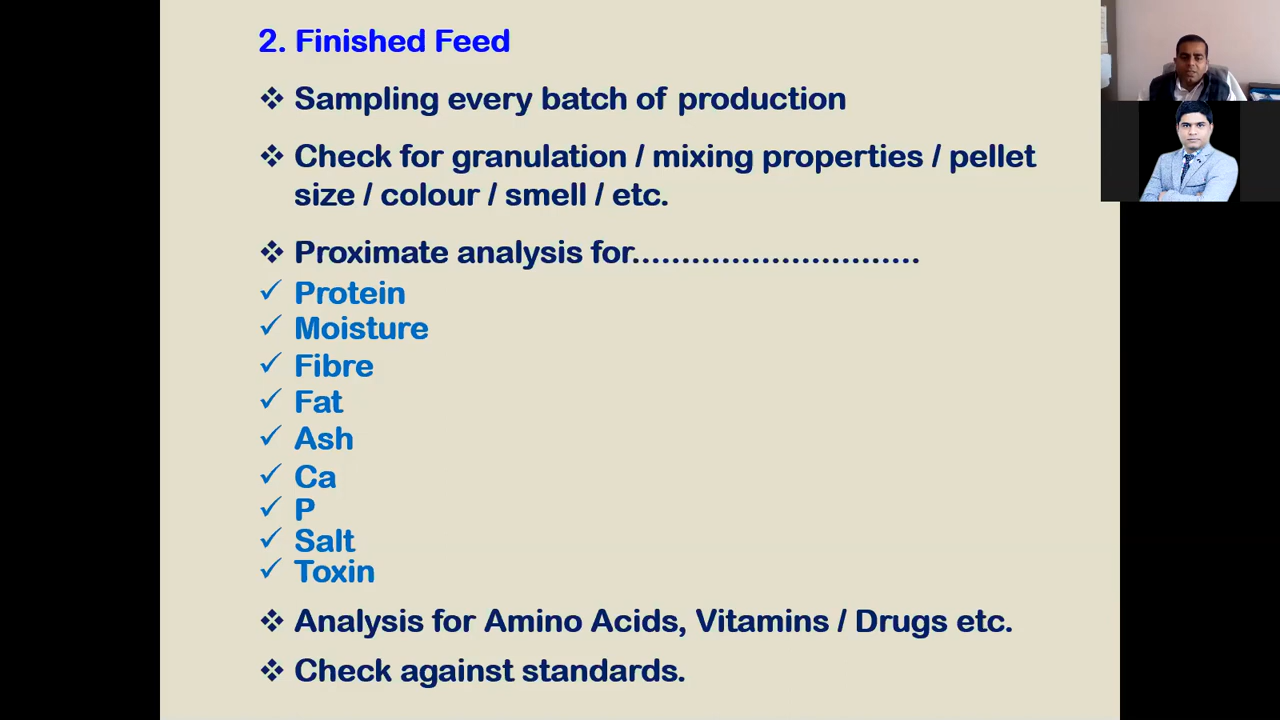 2. Finished Feed
❖ Sampling every batch of production
❖ Check for granulation / mixing properties / pellet
size / colour / smell / etc.
❖ Proximate analysis for.............................
✓ Protein
✓ Moisture
✓ Fibre
✓ Fat
✓ Ash
✓ Ca
✓ P
✓ Salt
✓ Toxin
❖ Analysis for Amino Acids, Vitamins / Drugs etc.
❖ Check against standards.